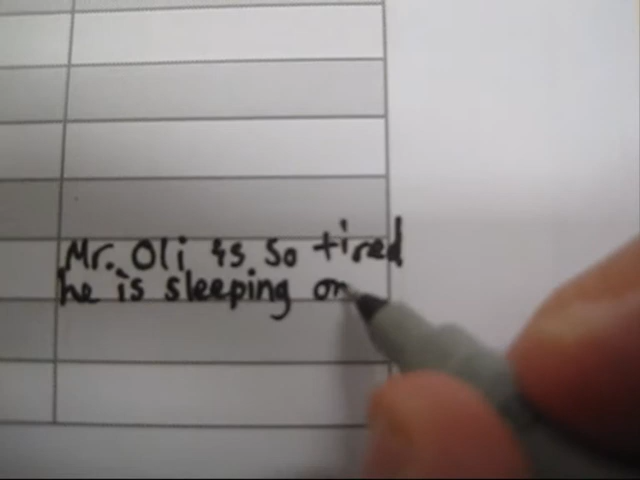 Mr. Oli is so tired
he is sleeping on